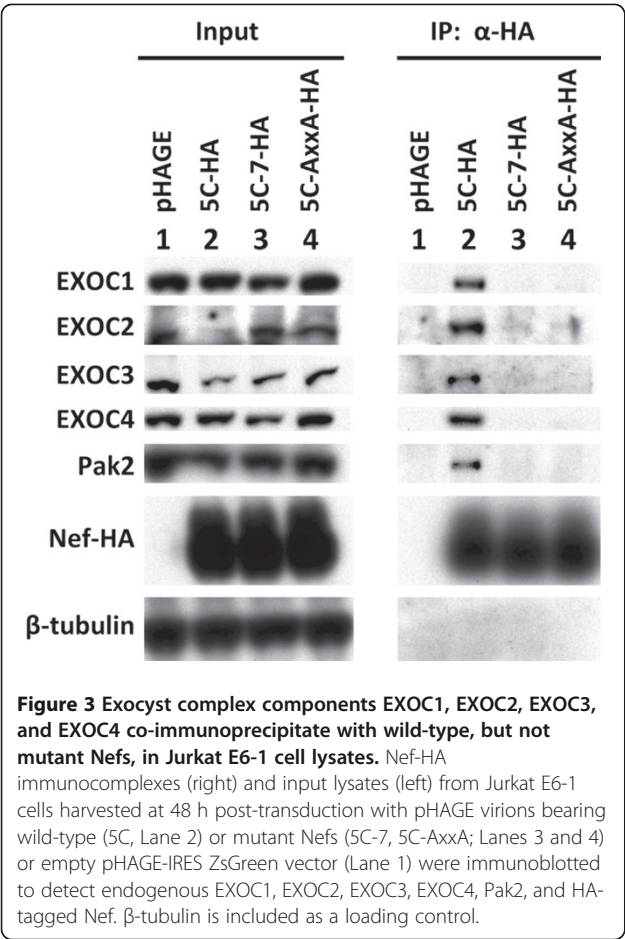 Input IP: α-HA
pHAGE 5C-HA 5C-7-HA 5C-AxxA-HA pHAGE 5C-HA 5C-7-HA 5C-AxxA-HA
1 2 3 4 1 2 3 4
EXOC1
EXOC2
EXOC3
EXOC4
Pak2
Nef-HA
β-tubulin
Figure 3 Exocyst complex components EXOC1, EXOC2, EXOC3,
and EXOC4 co-immunoprecipitate with wild-type, but not
mutant Nefs, in Jurkat E6-1 cell lysates. Nef-HA
immunocomplexes (right) and input lysates (left) from Jurkat E6-1
cells harvested at 48 h post-transduction with pHAGE virions bearing
wild-type (5C, Lane 2) or mutant Nefs (5C-7, 5C-AxxA; Lanes 3 and 4)
or empty pHAGE-IRES ZsGreen vector (Lane 1) were immunoblotted
to detect endogenous EXOC1, EXOC2, EXOC3, EXOC4, Pak2, and HA-
tagged Nef. β-tubulin is included as a loading control.